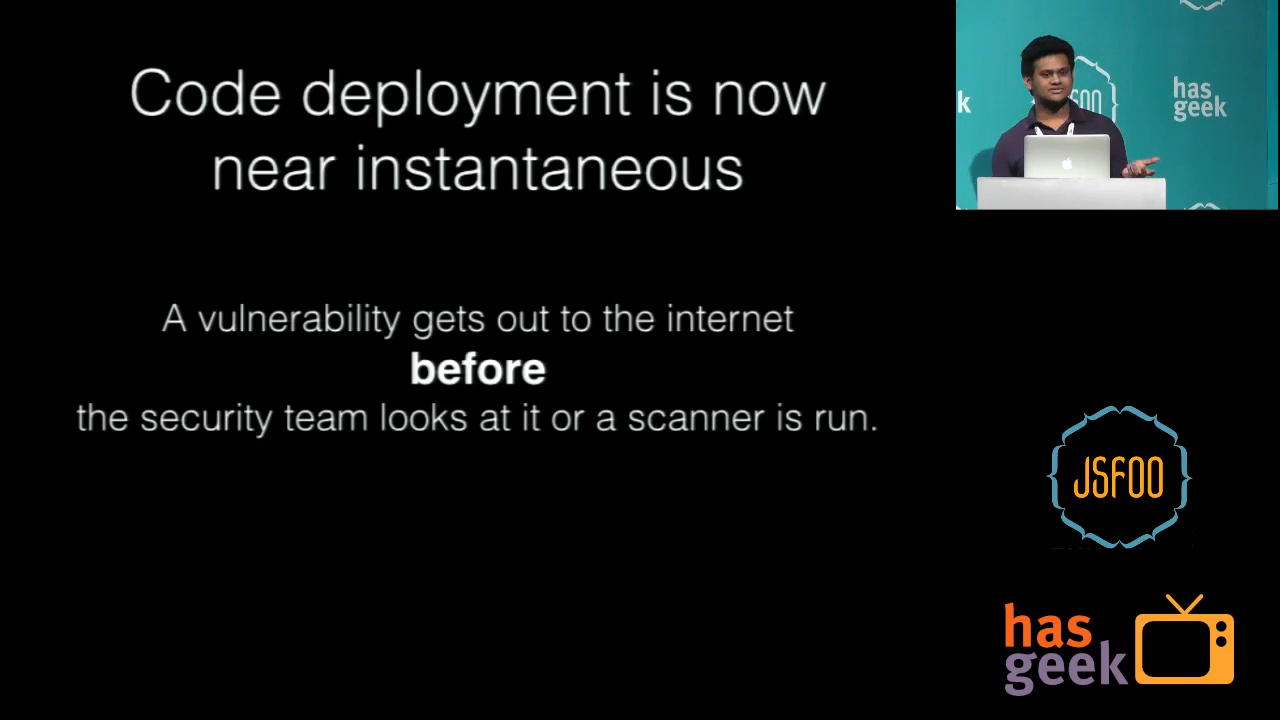 Code deployment is now
near instantaneous
A vulnerability gets out to the internet
before
the security team looks at it or a scanner is run.
k
has
geek
JSFOO
has
geek